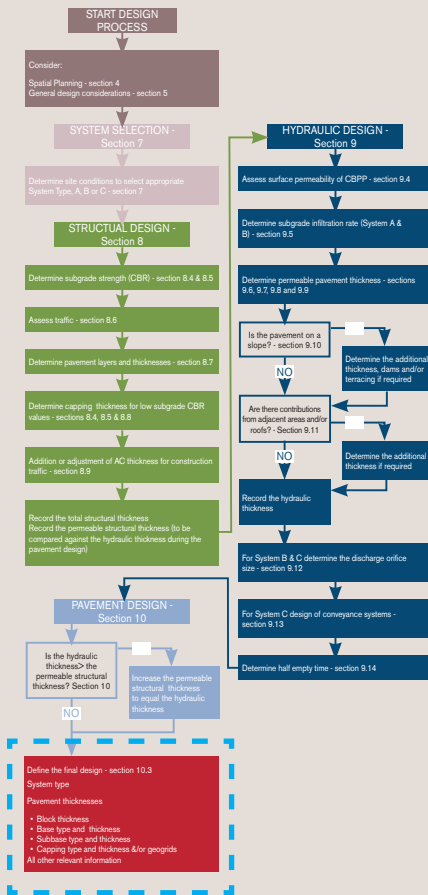 START DESIGN
PROCESS
Consider:
Spatial Planning - section 4
General design considerations - section 5
SYSTEM SELECTION -
Section 7
Determine site conditions to select appropriate
System Type, A, B or C - section 7
STRUCTUAL DESIGN -
Section 8
Determine subgrade strength (CBR) - section 8.4 & 8.5
Assess traffic - section 8.6
Determine pavement layers and thicknesses - section 8.7
Determine capping thickness for low subgrade CBR
values - sections 8.4, 8.5 & 8.8
Addition or adjustment of AC thickness for construction
traffic - section 8.9
Record the total structural thickness
Record the permeable structural thickness (to be
compared against the hydraulic thickness during the
pavement design)
HYDRAULIC DESIGN -
Section 9
Assess surface permeability of CBPP - section 9.4
Determine subgrade infiltration rate (System A &
B) - section 9.5
Determine permeable pavement thickness - sections
9.6, 9.7, 9.8 and 9.9
Is the pavement on a
slope? - section 9.10
NO
Determine the additional
thickness, dams and/or
terracing if required
Are there contributions
from adjacent areas and/or
roofs? - Section 9.11
NO
Determine the additional
thickness if required
Record the hydraulic
thickness
For System B & C determine the discharge orifice
size - section 9.12
For System C design of conveyance systems -
section 9.13
Determine half empty time - section 9.14
PAVEMENT DESIGN -
Section 10
Is the hydraulic
thickness> the
permeable structural
thickness? Section 10
NO
Increase the permeable
structural thickness
to equal the hydraulic
thickness
Define the final design - section 10.3
System type
Pavement thicknesses
• Block thickness
• Base type and thickness
• Subbase type and thickness
• Capping type and thickness &/or geogrids
All other relevant information